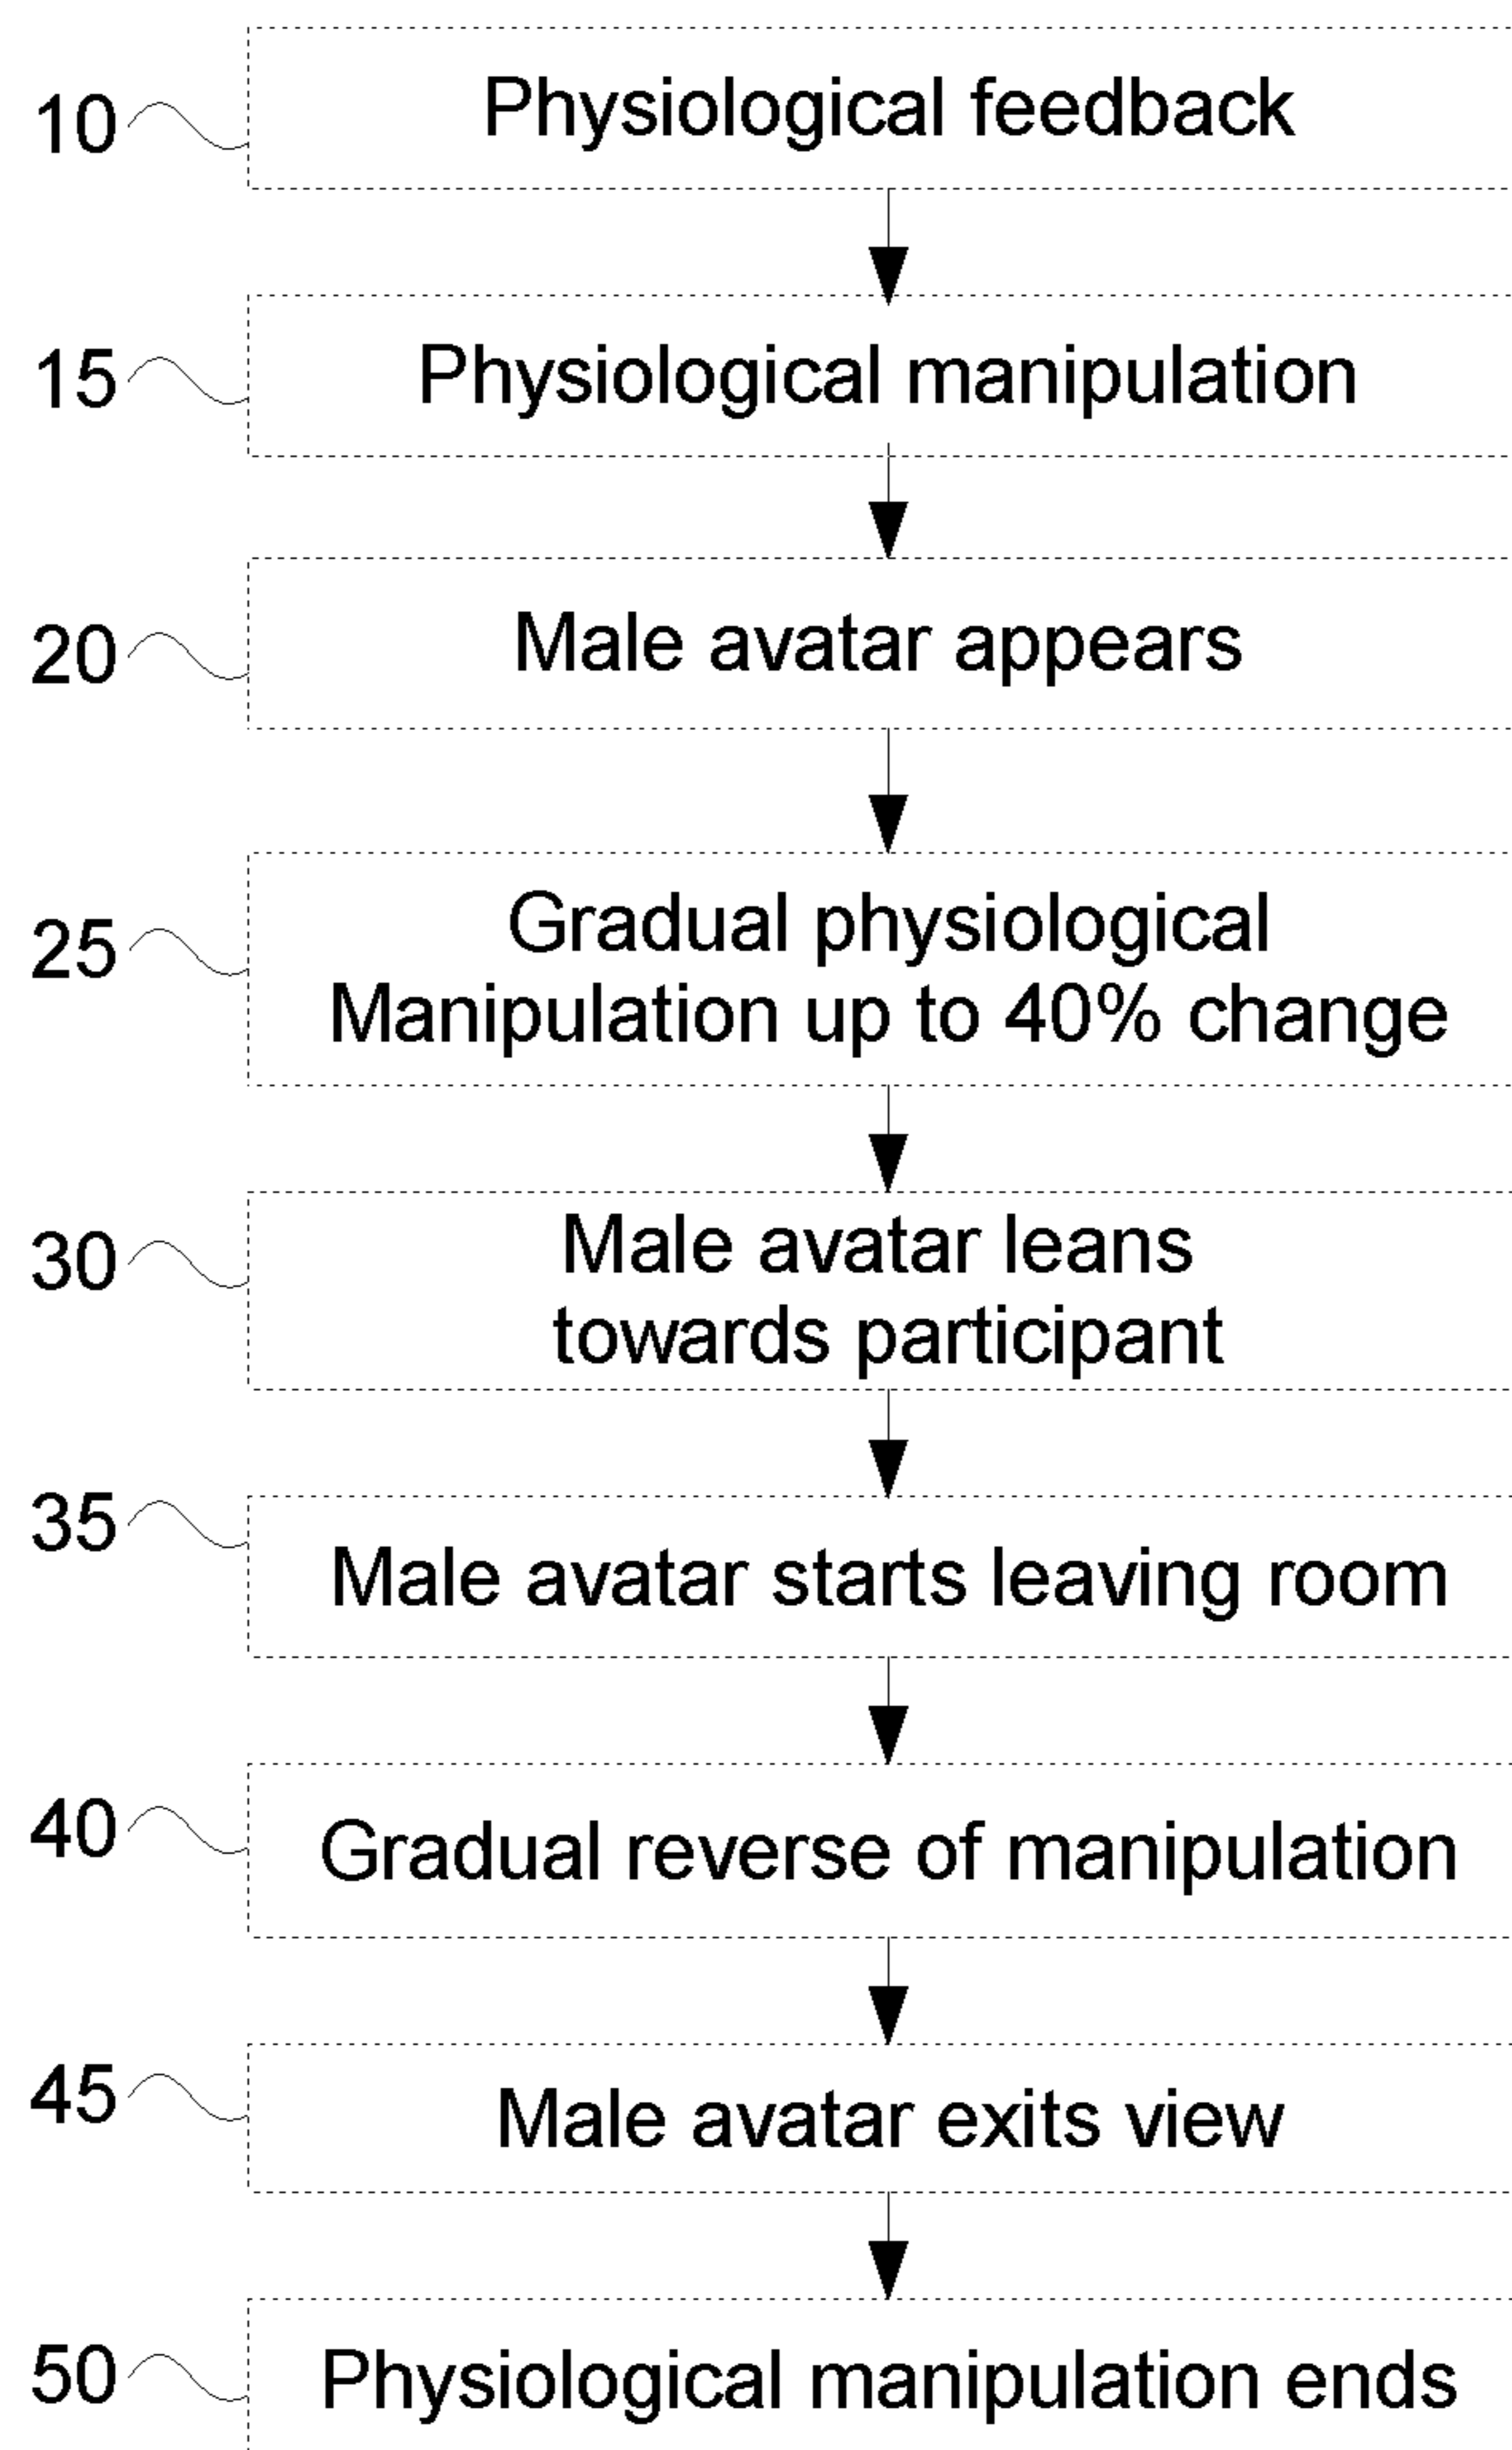 10 Physiological feedback
15 Physiological manipulation
20 Male avatar appears
25 Gradual physiological
Manipulation up to 40% change
30 Male avatar leans
towards participant
35 Male avatar starts leaving room
40 Gradual reverse of manipulation
45 Male avatar exits view
50 Physiological manipulation ends